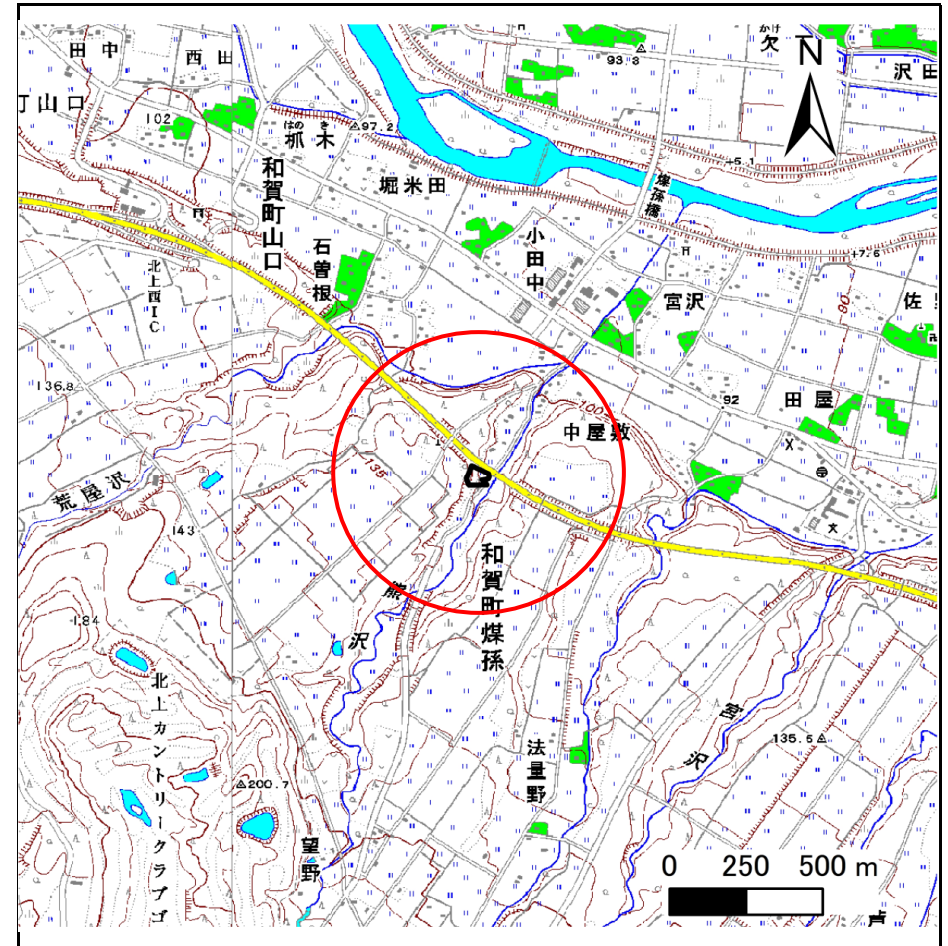 田中
西田
かけ
欠
93.3
沢田
N
町山口
102
はのき
抓木
97.2
堀米田
和賀町山口
石曽根
小田中
煤孫橋
+5.1
+7.6
宮沢
佐
北上西IC
90
136.8
100
92
田屋
中屋敷
135
荒屋沢
143
和賀町煤孫
熊沢
184
北上カントリークラブゴ
宮沢
135.5
法量野
200.7
望野
0 250 500 m